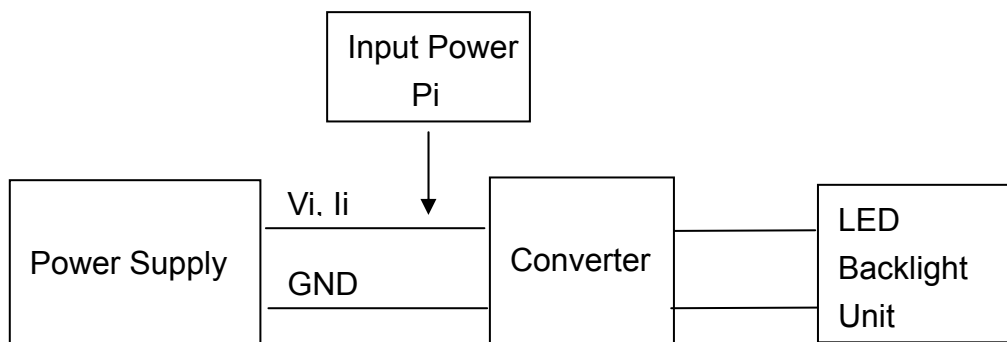 Input Power
Pi
Vi, Ii
Power Supply
GND
Converter
LED
Backlight
Unit